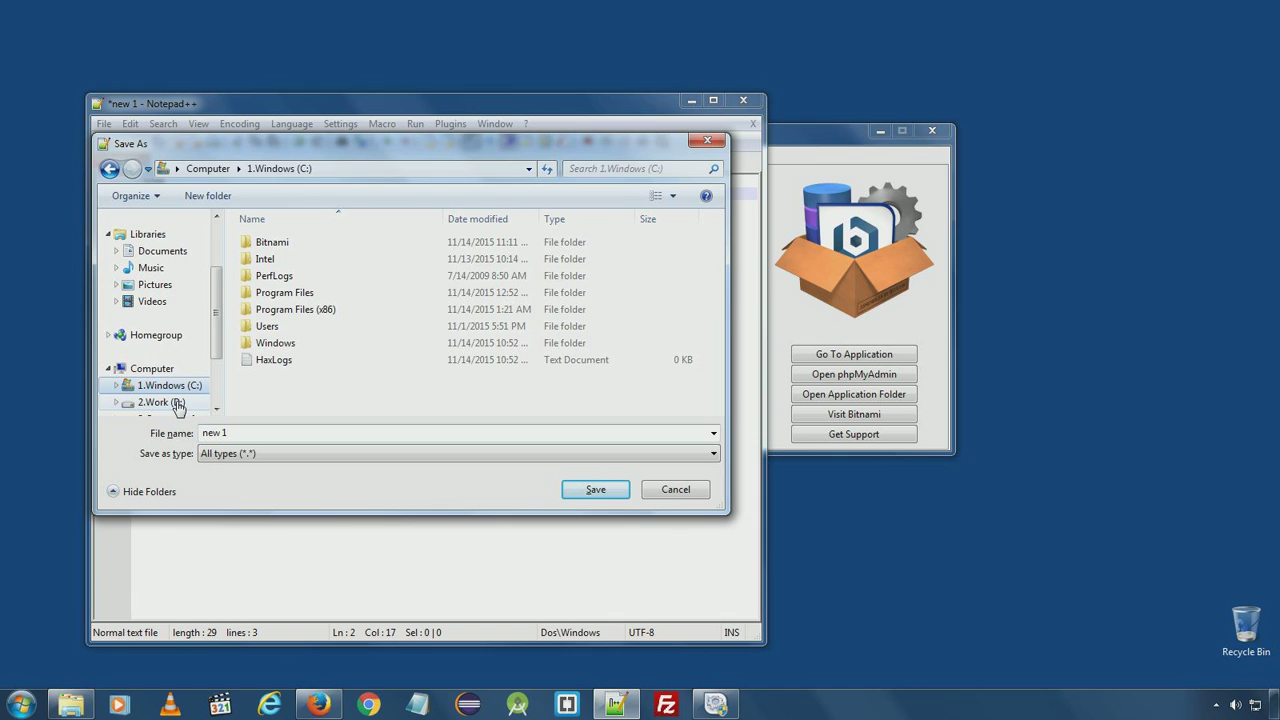 *new 1 - Notepad++
File Edit Search View Encoding Language Settings Macro Run Plugins Window ? X
Save As
Computer 1.Windows (C:) Search 1.Windows (C:)
Organize New folder
Name Date modified Type Size
Libraries
Documents
Music
Pictures
Videos
Homegroup
Computer
1.Windows (C:)
2.Work
Bitnami 11/14/2015 11:11 ... File folder
Intel 11/13/2015 10:14 ... File folder
PerfLogs 7/14/2009 8:50 AM File folder
Program Files 11/14/2015 12:52 ... File folder
Program Files (x86) 11/14/2015 1:21 AM File folder
Users 11/1/2015 5:51 PM File folder
Windows 11/14/2015 10:52 ... File folder
HaxLogs 11/14/2015 10:52 ... Text Document 0 KB
File name: new 1
Save as type: All types (*.*)
Hide Folders Save Cancel
Normal text file length : 29 lines : 3 Ln : 2 Col : 17 Sel : 0 | 0 Dos\Windows UTF-8 INS
b
Go To Application
Open phpMyAdmin
Open Application Folder
Visit Bitnami
Get Support
Recycle Bin
321
Fz